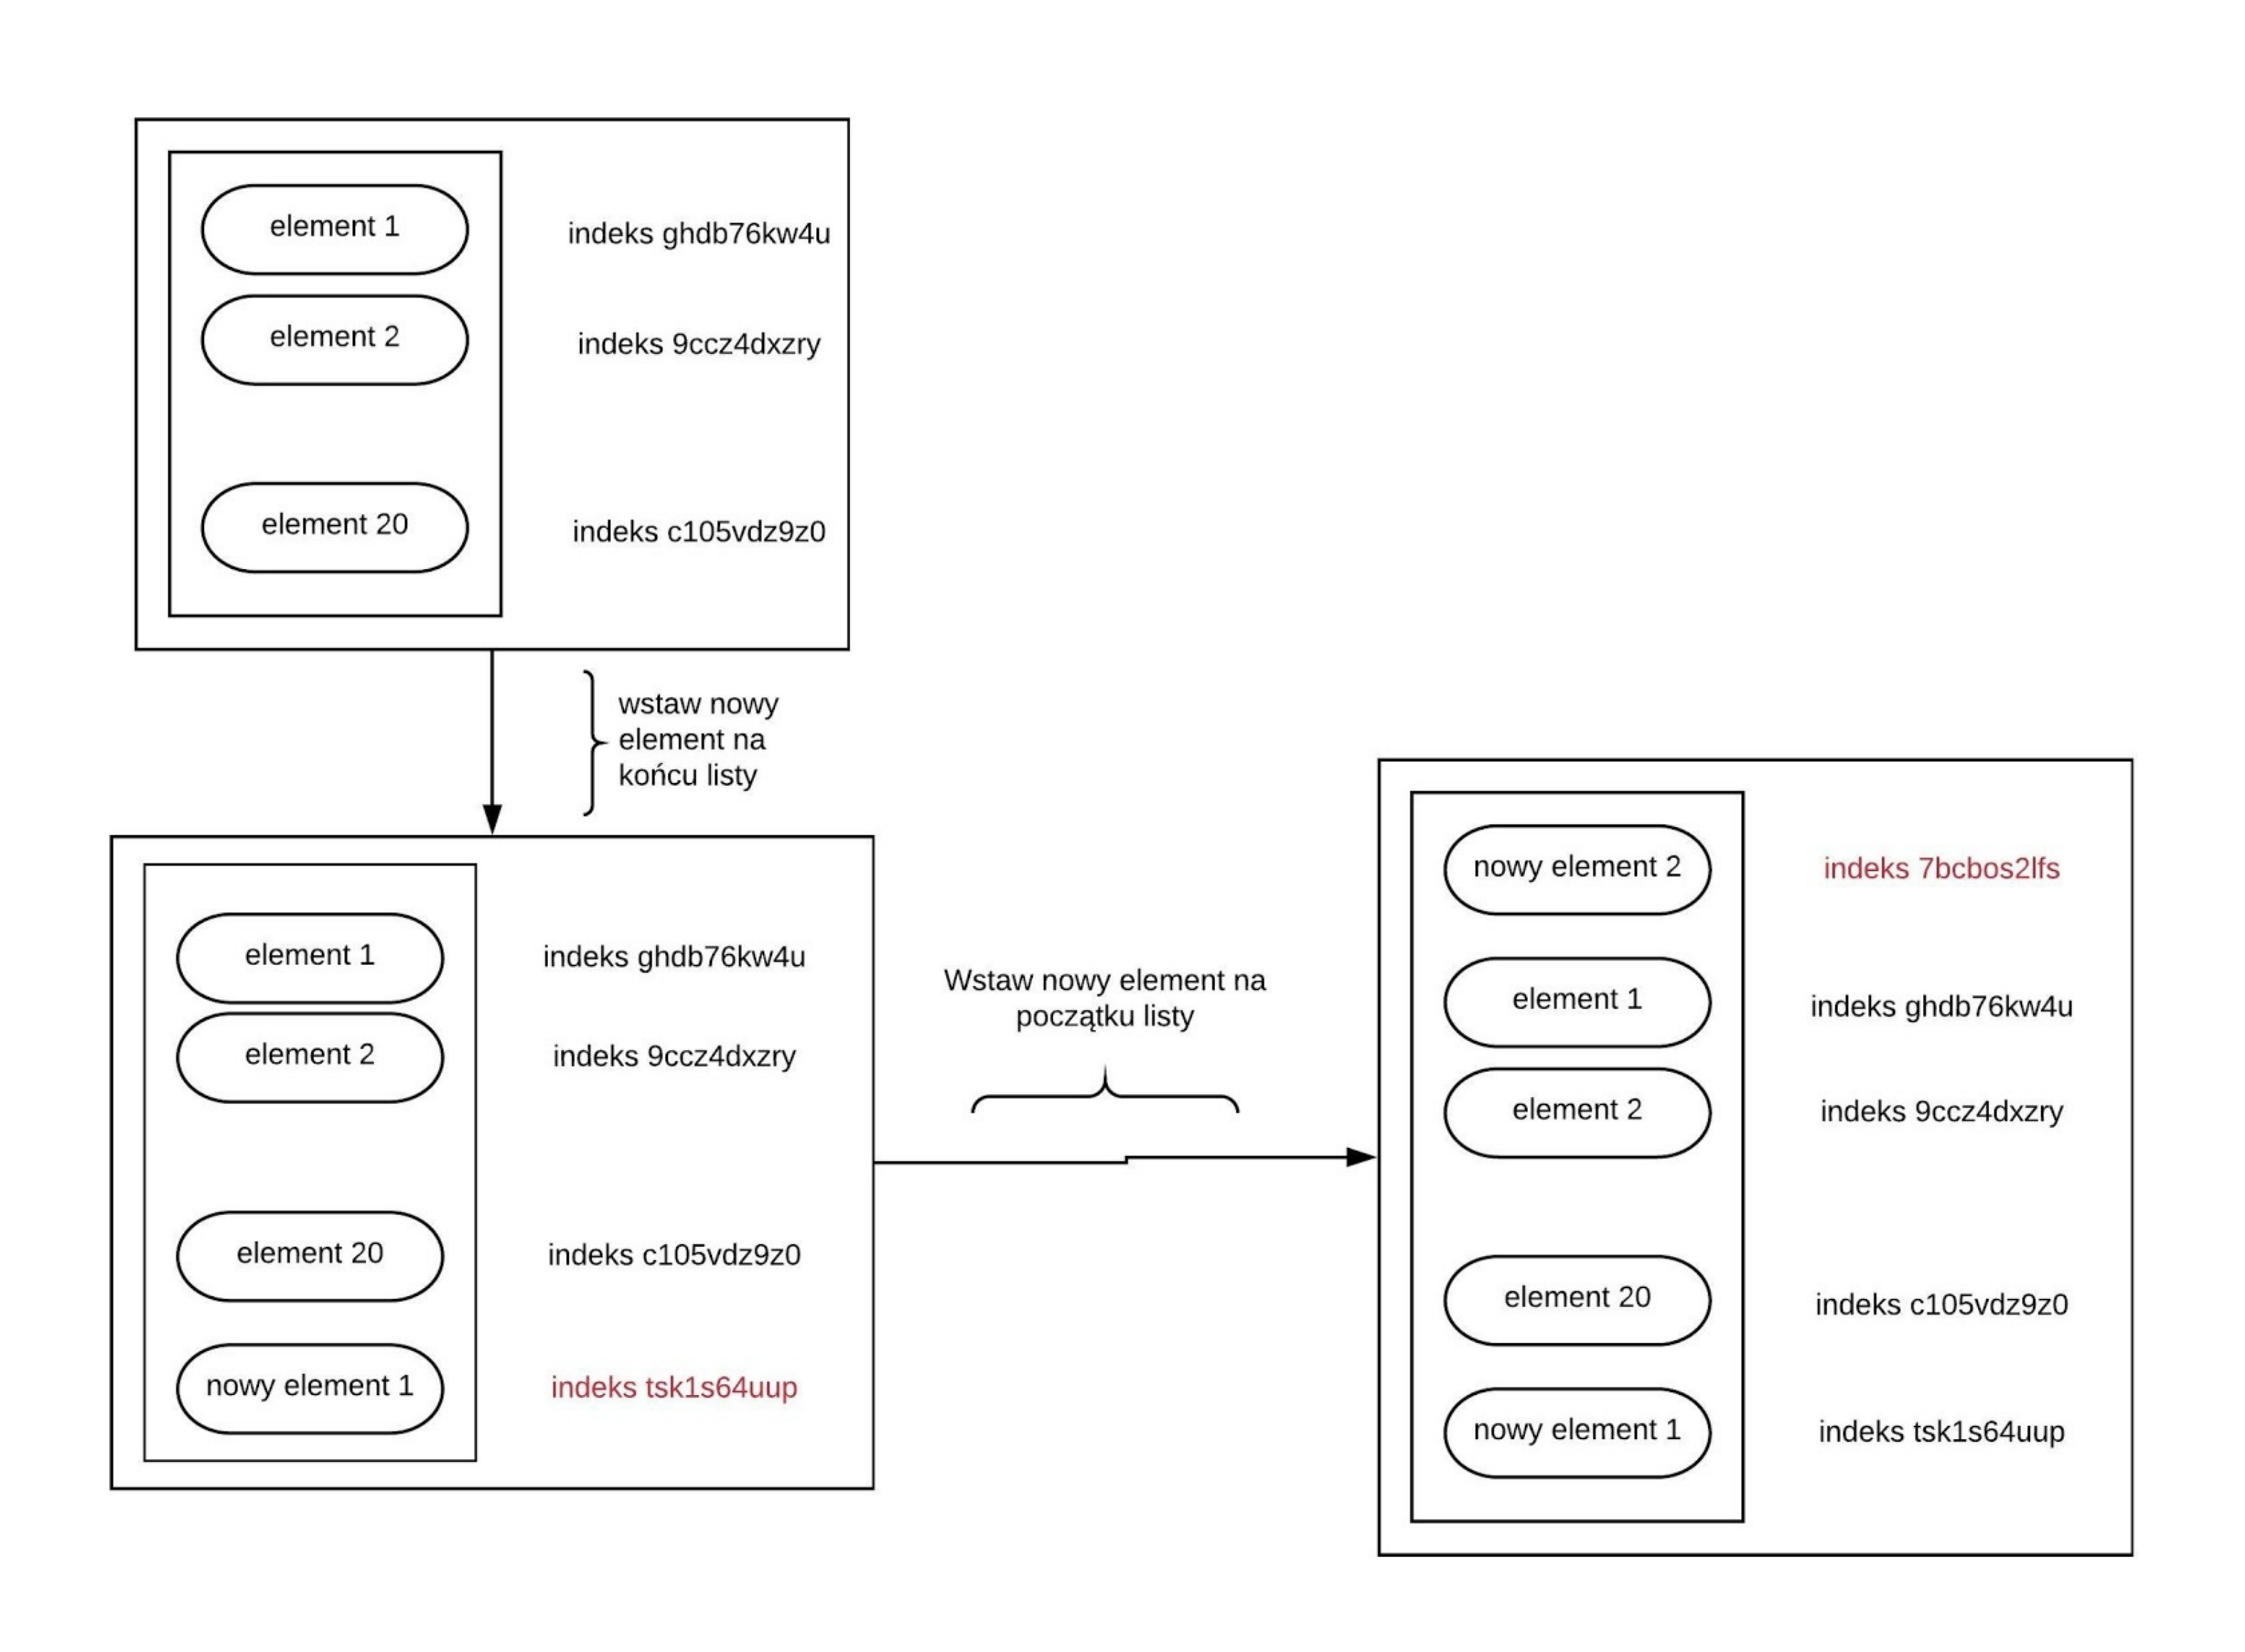 element 1
indeks ghdb76kw4u
element 2
indeks 9ccz4dxzry
element 20
indeks c105vdz9z0
wstaw nowy
element na
końcu listy
element 1
indeks ghdb76kw4u
element 2
indeks 9ccz4dxzry
element 20
indeks c105vdz9z0
nowy element 1
indeks tsk1s64uup
Wstaw nowy element na
początku listy
nowy element 2
indeks 7bcbos2lfs
element 1
indeks ghdb76kw4u
element 2
indeks 9ccz4dxzry
element 20
indeks c105vdz9z0
nowy element 1
indeks tsk1s64uup